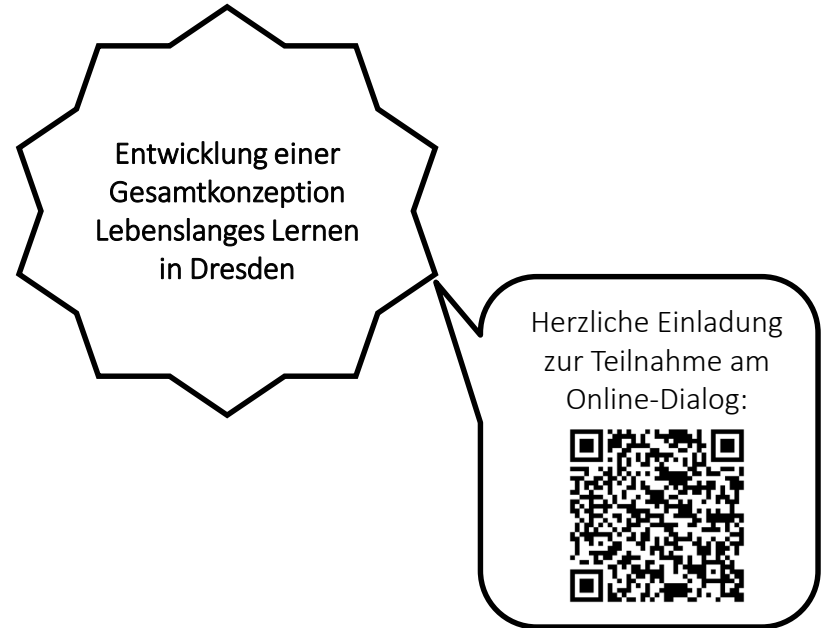 Entwicklung einer
Gesamtkonzeption
Lebenslanges Lernen
in Dresden
Herzliche Einladung
zur Teilnahme am
Online-Dialog: